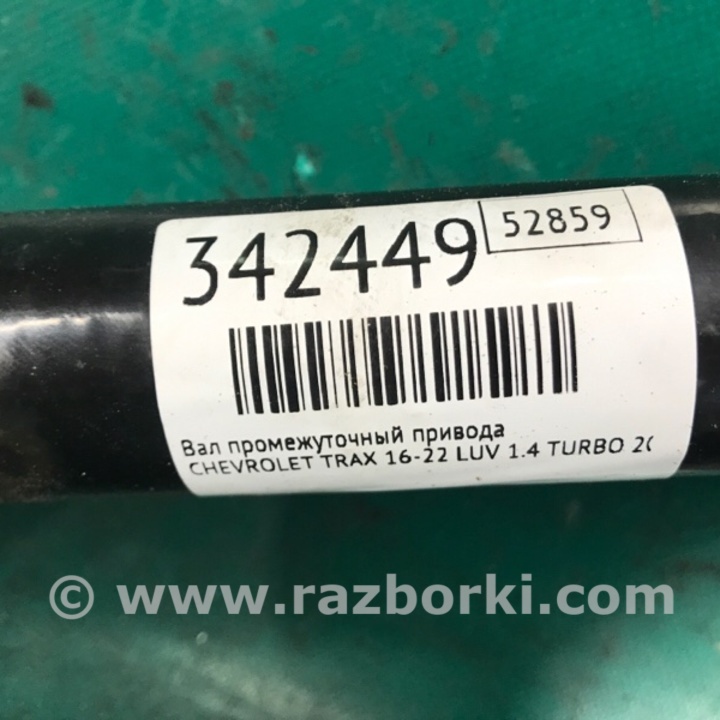 342449
52859
Вал промежуточный привода
CHEVROLET TRAX 16-22 LUV 1.4 TURBO
© www.razborki.com